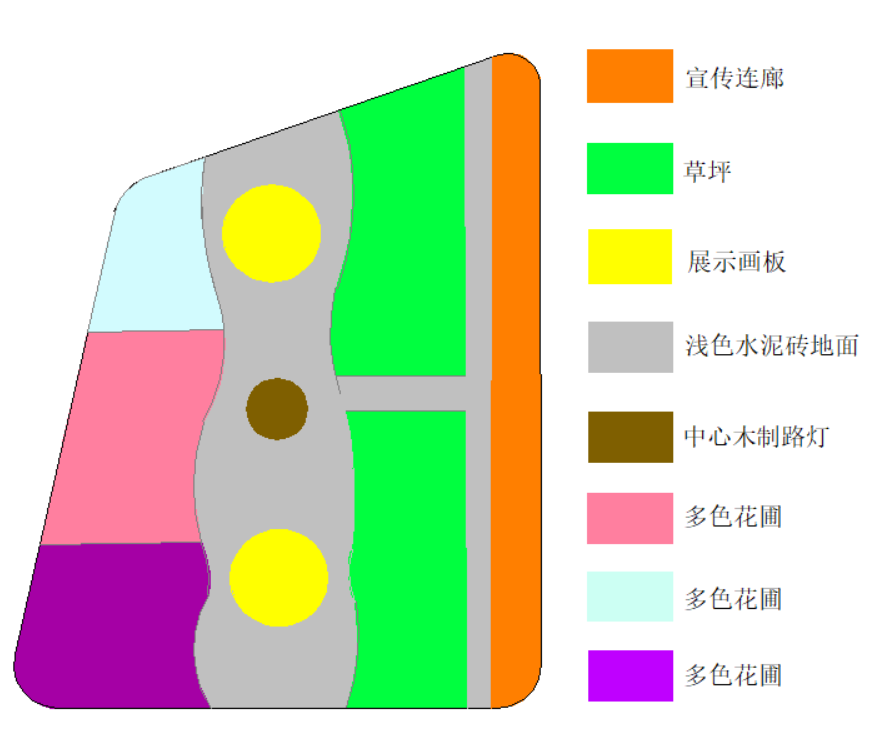 宣传连廊
草坪
展示画板
浅色水泥砖地面
中心木制路灯
多色花圃
多色花圃
多色花圃